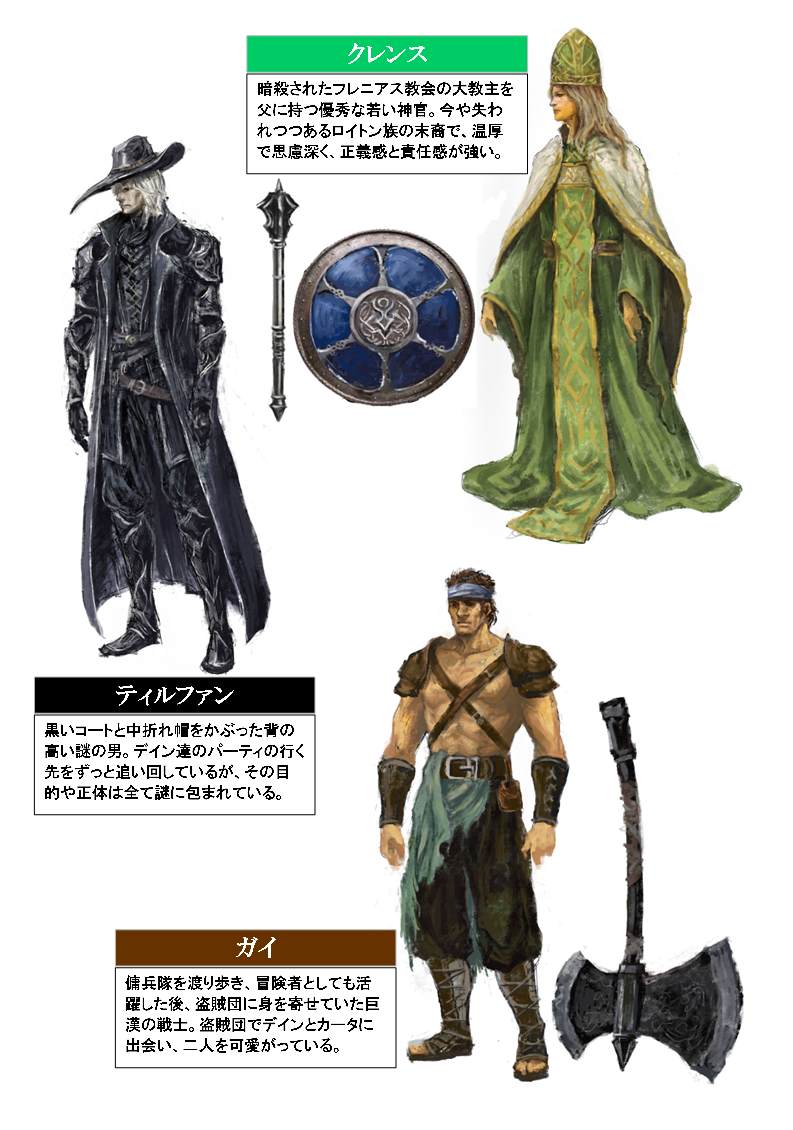 クレンス
暗殺されたフレニアス教会の大教主を
父に持つ優秀な若い神官。今や失わ
れつつあるロイトン族の末裔で、温厚
で思慮深く、正義感と責任感が強い。
ティルファン
黒いコートと中折れ帽をかぶった背の
高い謎の男。デイン達のパーティの行く
先をずっと追い回しているが、その目
的や正体は全て謎に包まれている。
ガイ
傭兵隊を渡り歩き、冒険者としても活
躍した後、盗賊団に身を寄せていた巨
漢の戦士。盗賊団でデインとカータに
出会い、二人を可愛がっている。